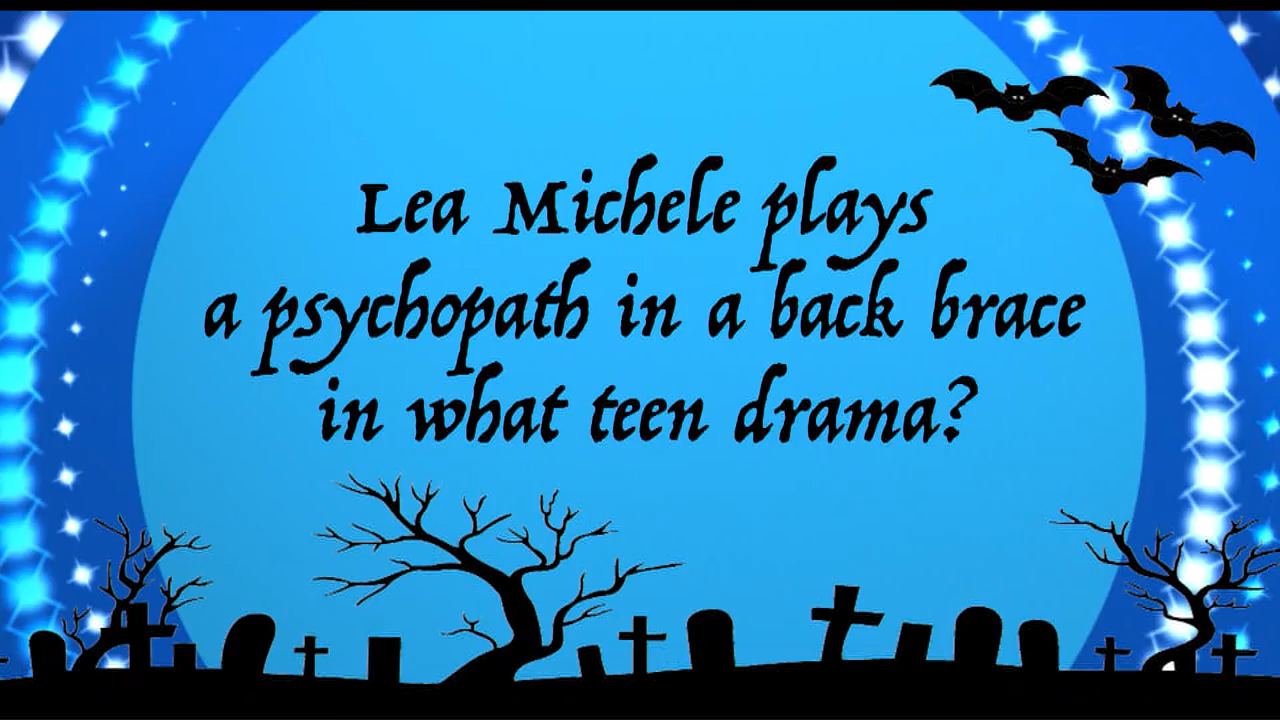 Lea Michele plays
a psychopath in a back brace
in what teen drama?